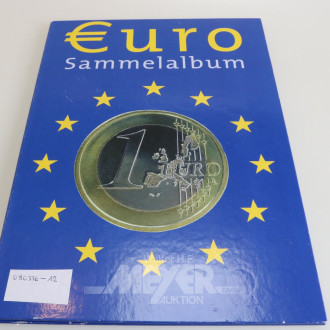 €uro
Sammelalbum
1 EURO
090336-12
MEYER
AUKTION